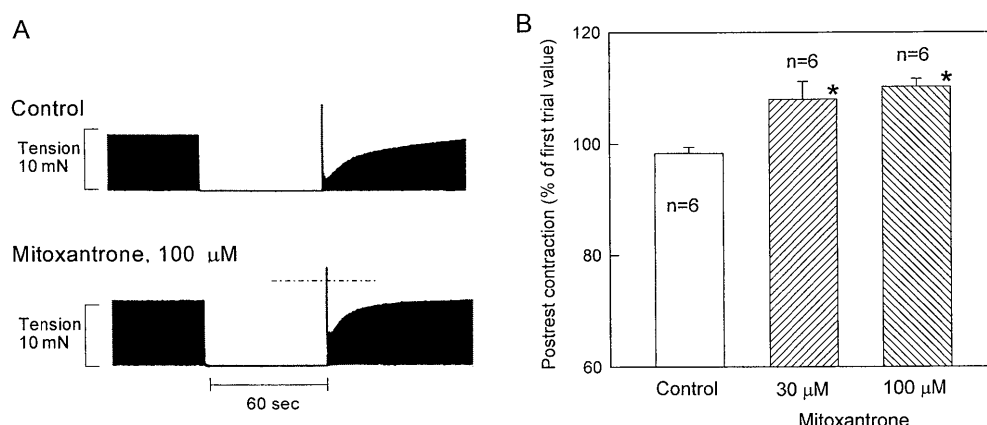 A
Control
Tension
10 mN
Mitoxantrone, 100 μM
Tension
10 mN
60 sec
B
Postrest contraction (% of first trial value)
120
100
80
60
n=6
n=6
*
n=6
*
Control
30 μM
100 μM
Mitoxantrone